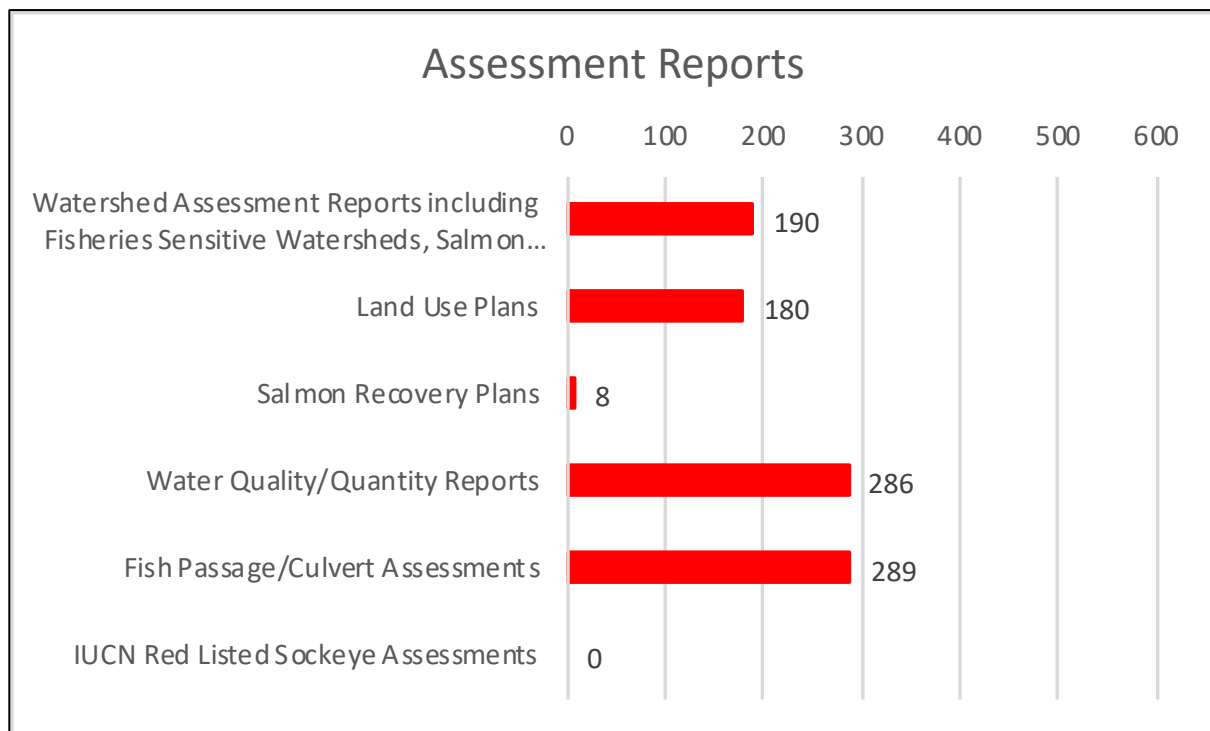 Assessment Reports
0 100 200 300 400 500 600
Watershed Assessment Reports including
Fisheries Sensitive Watersheds, Salmon...
190
Land Use Plans
180
Salmon Recovery Plans
8
Water Quality/Quantity Reports
286
Fish Passage/Culvert Assessments
289
IUCN Red Listed Sockeye Assessments
0